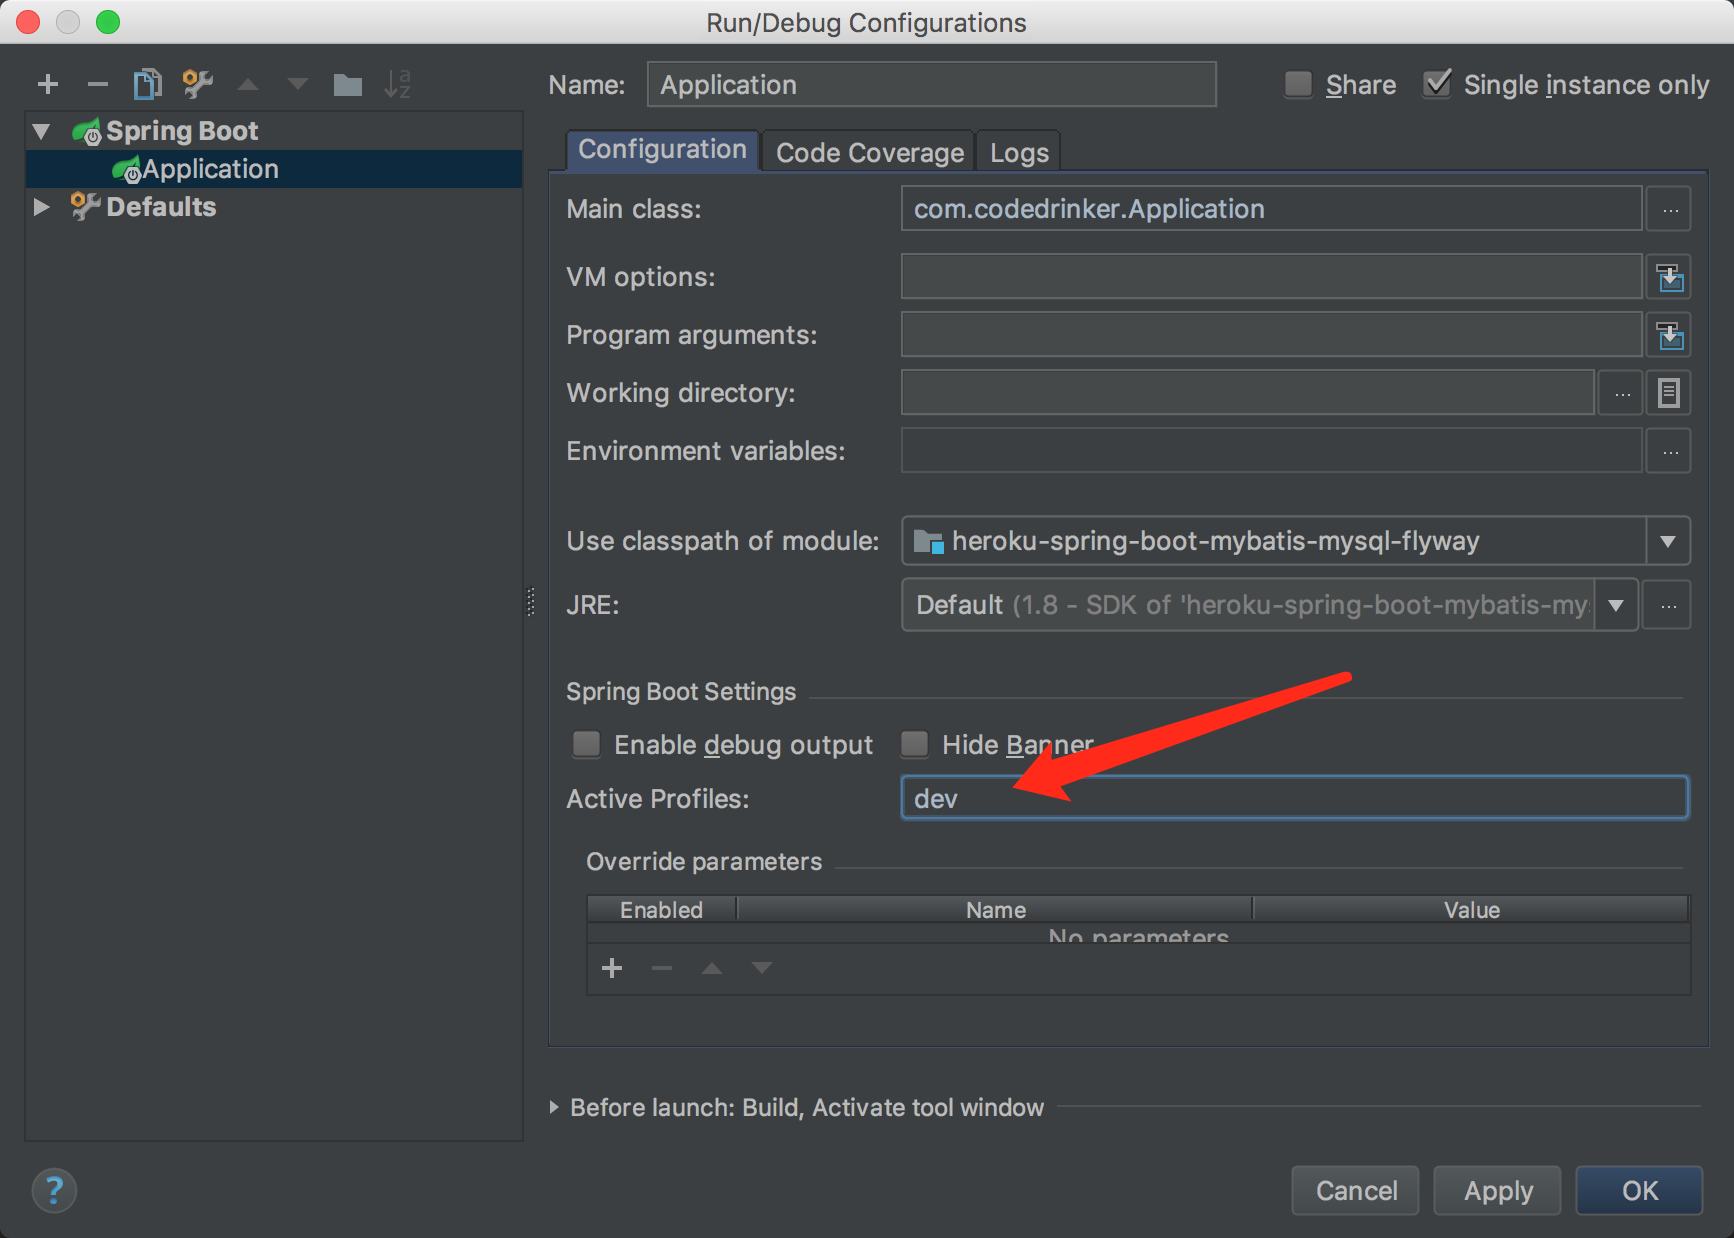 Run/Debug Configurations
Name: Application Share Single instance only
Spring Boot
Application
Defaults
Configuration Code Coverage Logs
Main class: com.codedrinker.Application ...
VM options:
Program arguments:
Working directory: ...
Environment variables: ...
Use classpath of module: heroku-spring-boot-mybatis-mysql-flyway
JRE: Default (1.8 - SDK of 'heroku-spring-boot-mybatis-my ...
Spring Boot Settings
Enable debug output Hide Banner
Active Profiles: dev
Override parameters
Enabled Name Value
No parameters
Before launch: Build, Activate tool window
? Cancel Apply OK